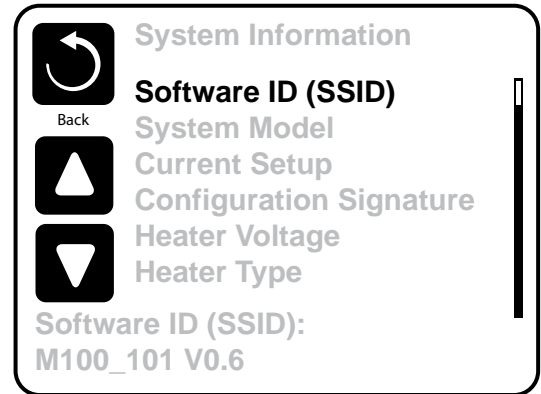 System Information
Software ID (SSID)
Back
System Model
Current Setup
Configuration Signature
Heater Voltage
Heater Type
Software ID (SSID):
M100_101 V0.6